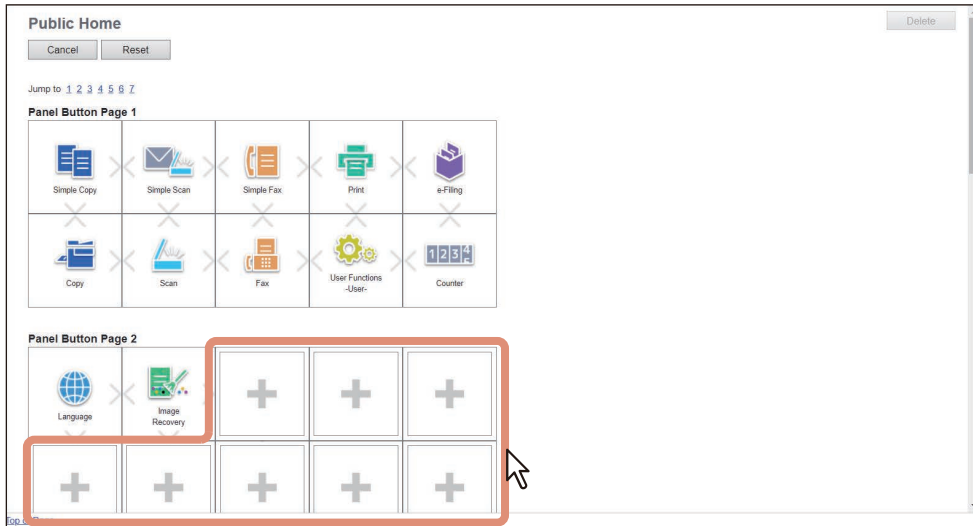 Public Home
Delete
Cancel
Reset
Jump to 1 2 3 4 5 6 7
Panel Button Page 1
Simple Copy
Simple Scan
Simple Fax
Print
e-Filing
Copy
Scan
Fax
User Functions
-User-
1234
Counter
Panel Button Page 2
Language
Image
Recovery
Top